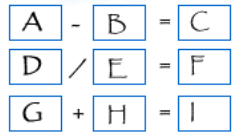 A - B = C
D / E = F
G + H = I